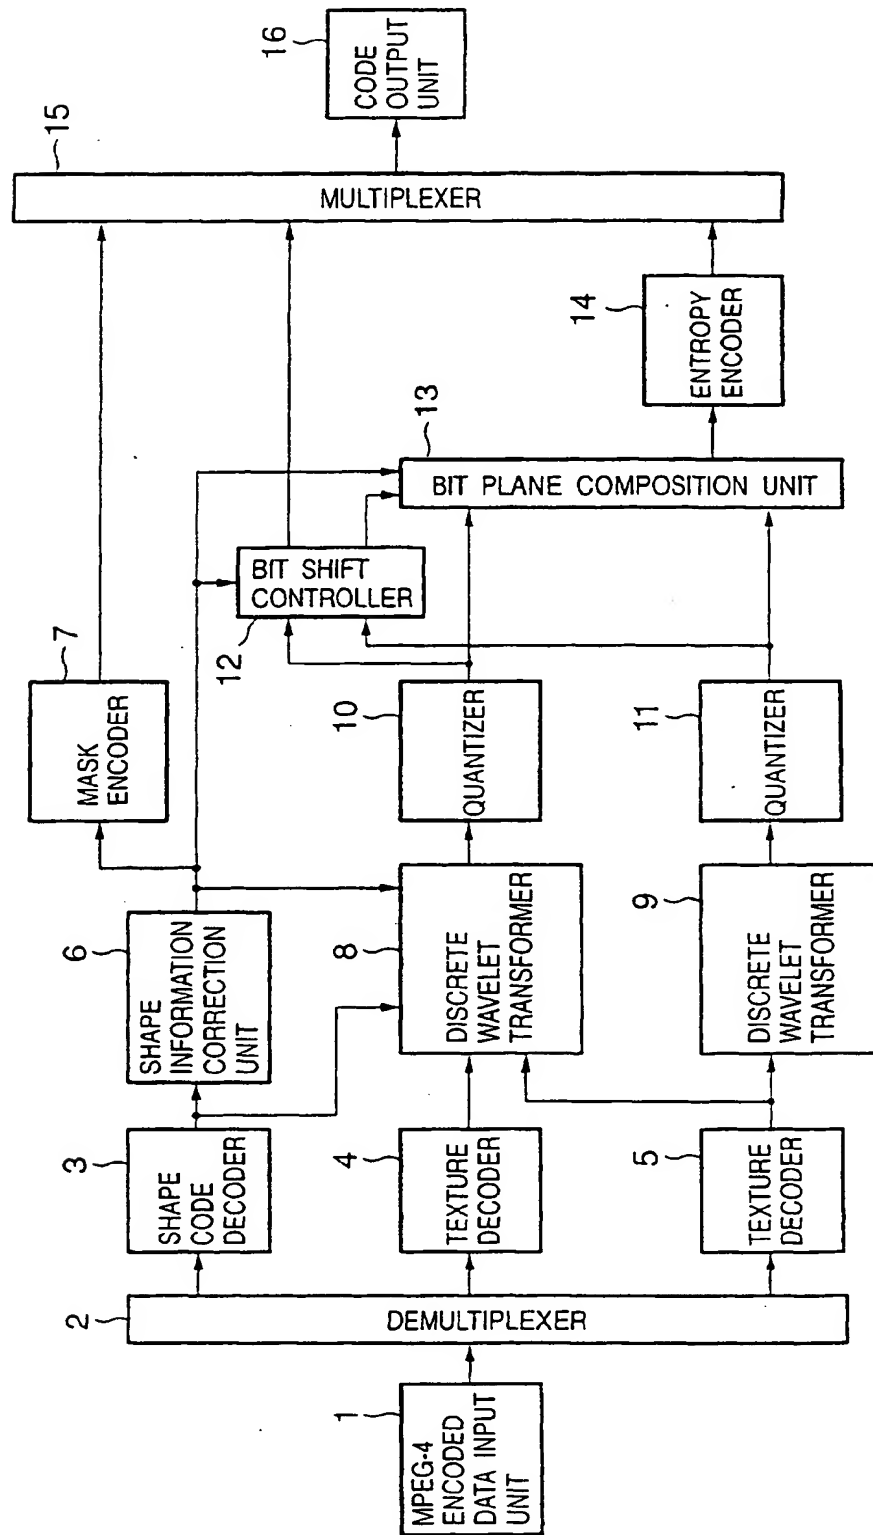 1
MPEG-4
ENCODED
DATA INPUT
UNIT
2
DEMULTIPLEXER
3
SHAPE
CODE
DECODER
4
TEXTURE
DECODER
5
TEXTURE
DECODER
6
SHAPE
INFORMATION
CORRECTION
UNIT
7
MASK
ENCODER
8
DISCRETE
WAVELET
TRANSFORMER
9
DISCRETE
WAVELET
TRANSFORMER
10
QUANTIZER
11
QUANTIZER
BIT SHIFT
CONTROLLER
12
13
BIT PLANE COMPOSITION UNIT
14
ENTROPY
ENCODER
15
MULTIPLEXER
16
CODE
OUTPUT
UNIT